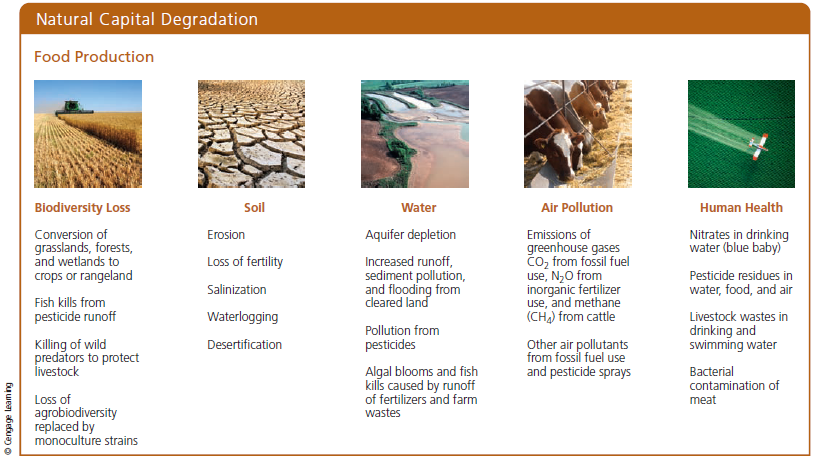 Natural Capital Degradation
Food Production
Biodiversity Loss
Conversion of
grasslands, forests,
and wetlands to
crops or rangeland
Fish kills from
pesticide runoff
Killing of wild
predators to protect
livestock
Loss of
agrobiodiversity
replaced by
monoculture strains
Soil
Erosion
Loss of fertility
Salinization
Waterlogging
Desertification
Water
Aquifer depletion
Increased runoff,
sediment pollution,
and flooding from
cleared land
Pollution from
pesticides
Algal blooms and fish
kills caused by runoff
of fertilizers and farm
wastes
Air Pollution
Emissions of
greenhouse gases
CO₂ from fossil fuel
use, N₂O from
inorganic fertilizer
use, and methane
(CH₄) from cattle
Other air pollutants
from fossil fuel use
and pesticide sprays
Human Health
Nitrates in drinking
water (blue baby)
Pesticide residues in
water, food, and air
Livestock wastes in
drinking and
swimming water
Bacterial
contamination of
meat
© Cengage Learning